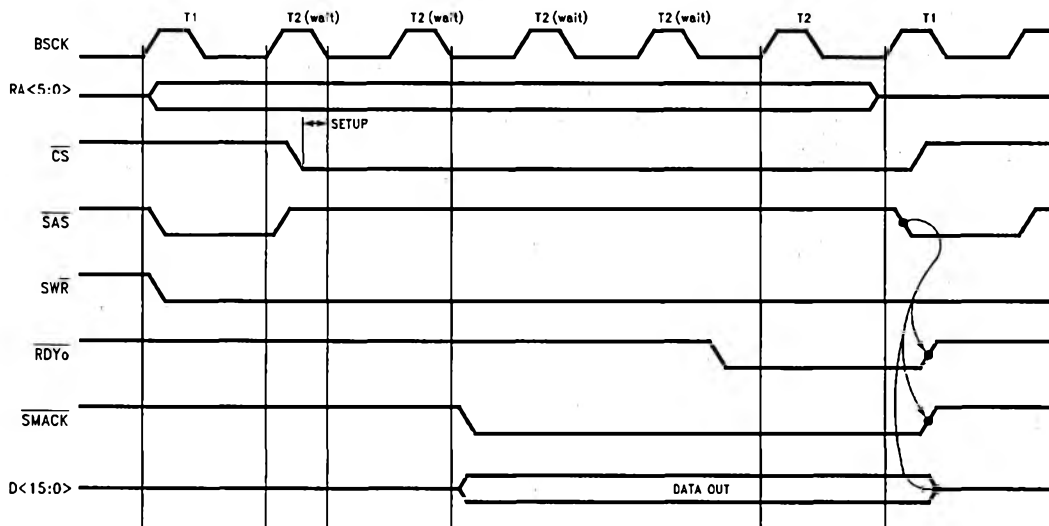 T1 T2 (wait) T2 (wait) T2 (wait) T2 (wait) T2 T1
BSCK
RA<5:0>
SETUP
CS
SAS
SWR
RDYo
SMACK
D<15:0>
DATA OUT